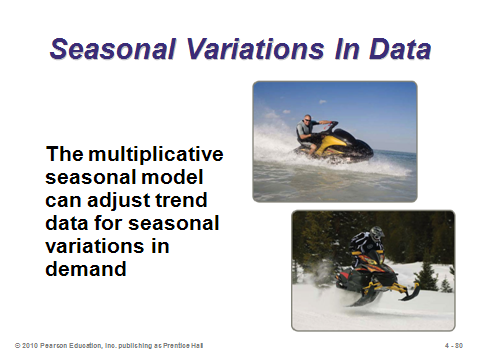 Seasonal Variations In Data
The multiplicative
seasonal model
can adjust trend
data for seasonal
variations in
demand
© 2010 Pearson Education, Inc. publishing as Prentice Hall
4 - 80